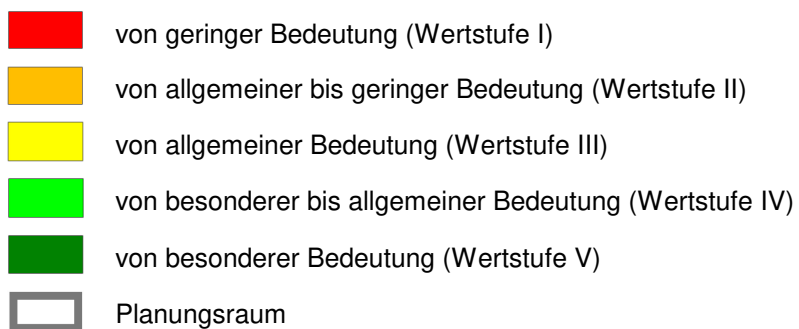 von geringer Bedeutung (Wertstufe I)
von allgemeiner bis geringer Bedeutung (Wertstufe II)
von allgemeiner Bedeutung (Wertstufe III)
von besonderer bis allgemeiner Bedeutung (Wertstufe IV)
von besonderer Bedeutung (Wertstufe V)
Planungsraum